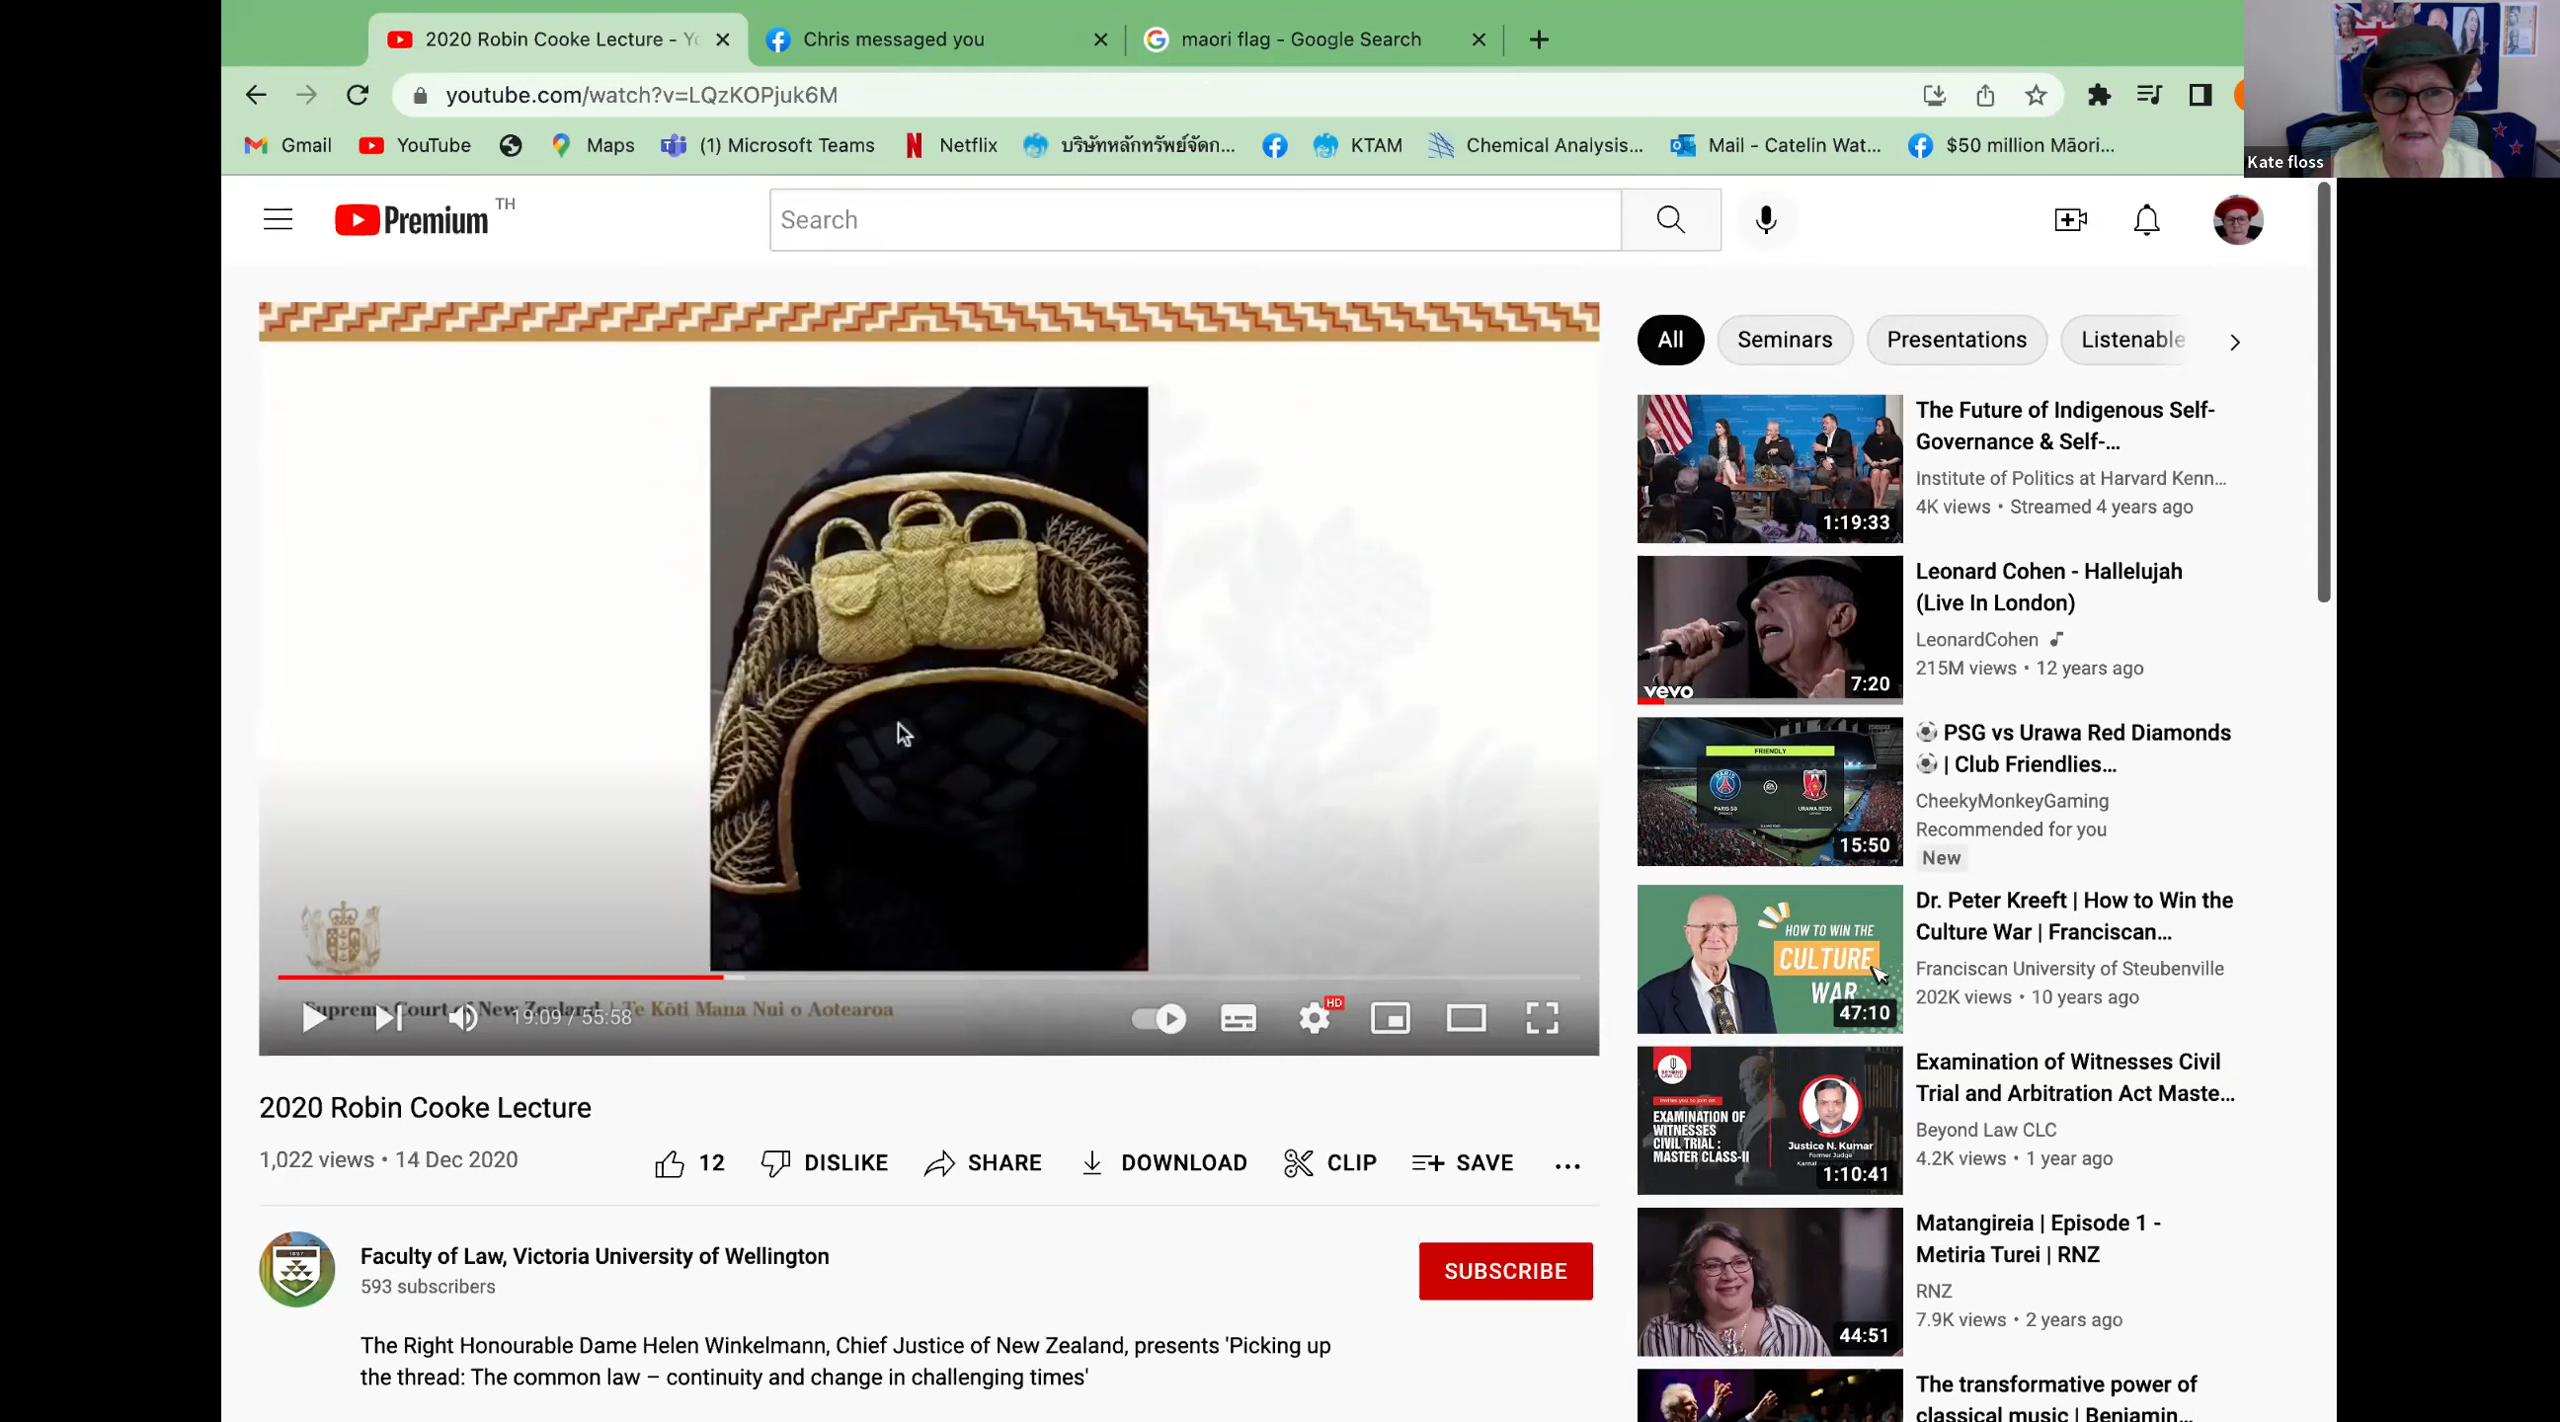 2020 Robin Cooke Lecture - Yo
Chris messaged you
maori flag - Google Search
youtube.com/watch?v=LQzKOPjuk6M
Gmail
YouTube
Maps
(1) Microsoft Teams
Netflix
บริษัทหลักทรัพย์จัดก...
KTAM
Chemical Analysis...
Mail - Catelin Wat...
$50 million Māori...
Kate floss
Premium TH
Search
All
Seminars
Presentations
Listenable
The Future of Indigenous Self-
Governance & Self-...
Institute of Politics at Harvard Kenn...
4K views • Streamed 4 years ago
1:19:33
Leonard Cohen - Hallelujah
(Live In London)
LeonardCohen
215M views • 12 years ago
vevo
7:20
PSG vs Urawa Red Diamonds
| Club Friendlies...
CheekyMonkeyGaming
Recommended for you
New
FRIENDLY
15:50
Dr. Peter Kreeft | How to Win the
Culture War | Franciscan...
Franciscan University of Steubenville
202K views • 10 years ago
HOW TO WIN THE
CULTURE
WAR
47:10
Examination of Witnesses Civil
Trial and Arbitration Act Maste...
Beyond Law CLC
4.2K views • 1 year ago
EXAMINATION OF
WITNESSES
CIVIL TRIAL :
MASTER CLASS-II
Justice N. Kumar
Former Judge
1:10:41
Matangireia | Episode 1 -
Metiria Turei | RNZ
RNZ
7.9K views • 2 years ago
44:51
The transformative power of
classical music | Benjamin...
Supreme Court of New Zealand | Te Kōti Mana Nui o Aotearoa
19:09 / 55:58
HD
2020 Robin Cooke Lecture
1,022 views • 14 Dec 2020
12
DISLIKE
SHARE
DOWNLOAD
CLIP
SAVE
Faculty of Law, Victoria University of Wellington
593 subscribers
SUBSCRIBE
The Right Honourable Dame Helen Winkelmann, Chief Justice of New Zealand, presents 'Picking up
the thread: The common law – continuity and change in challenging times'